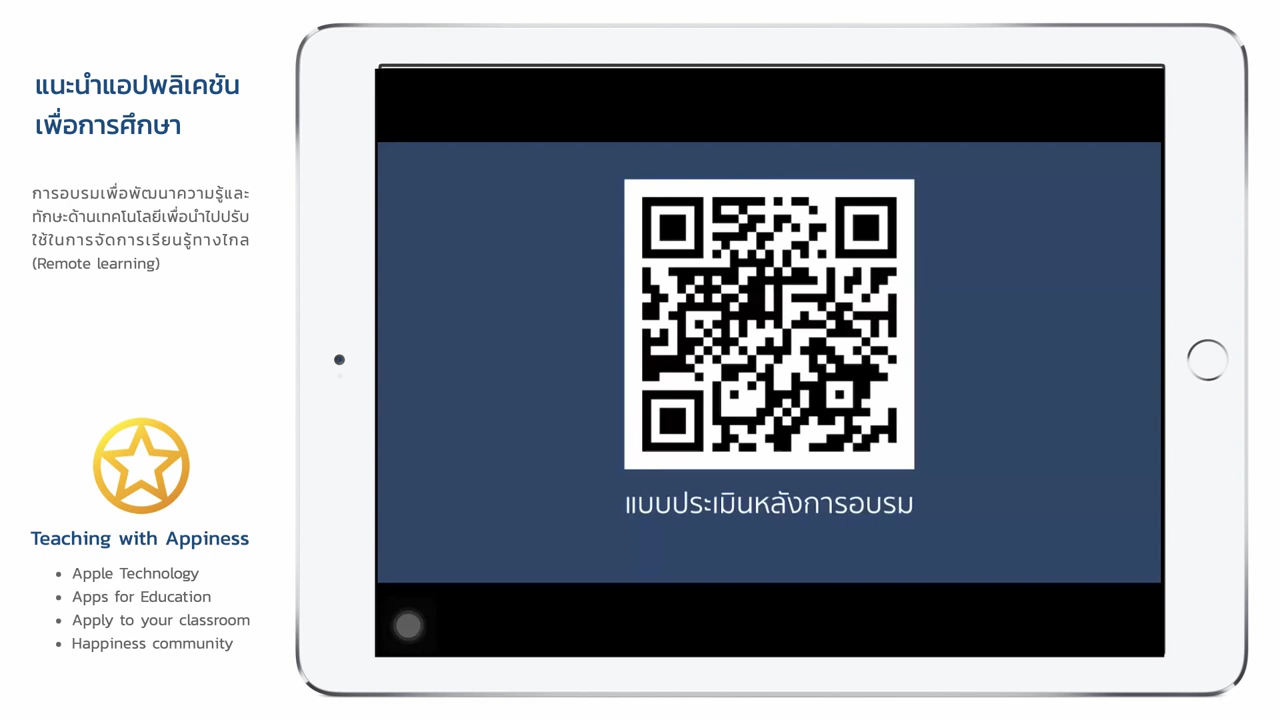 แนะนำแอปพลิเคชัน
เพื่อการศึกษา
การอบรมเพื่อพัฒนาความรู้และ
ทักษะด้านเทคโนโลยีเพื่อนำไปปรับ
ใช้ในการจัดการเรียนรู้ทางไกล
(Remote learning)
Teaching with Appiness
• Apple Technology
• Apps for Education
• Apply to your classroom
• Happiness community
แบบประเมินหลังการอบรม